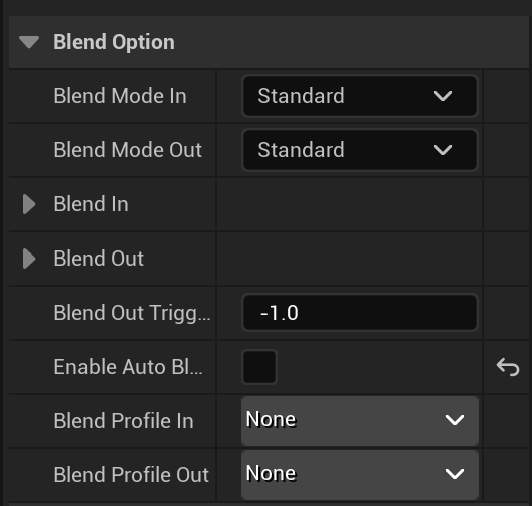 Blend Option
Blend Mode In Standard
Blend Mode Out Standard
Blend In
Blend Out
Blend Out Trigg... -1.0
Enable Auto Bl...
Blend Profile In None
Blend Profile Out None